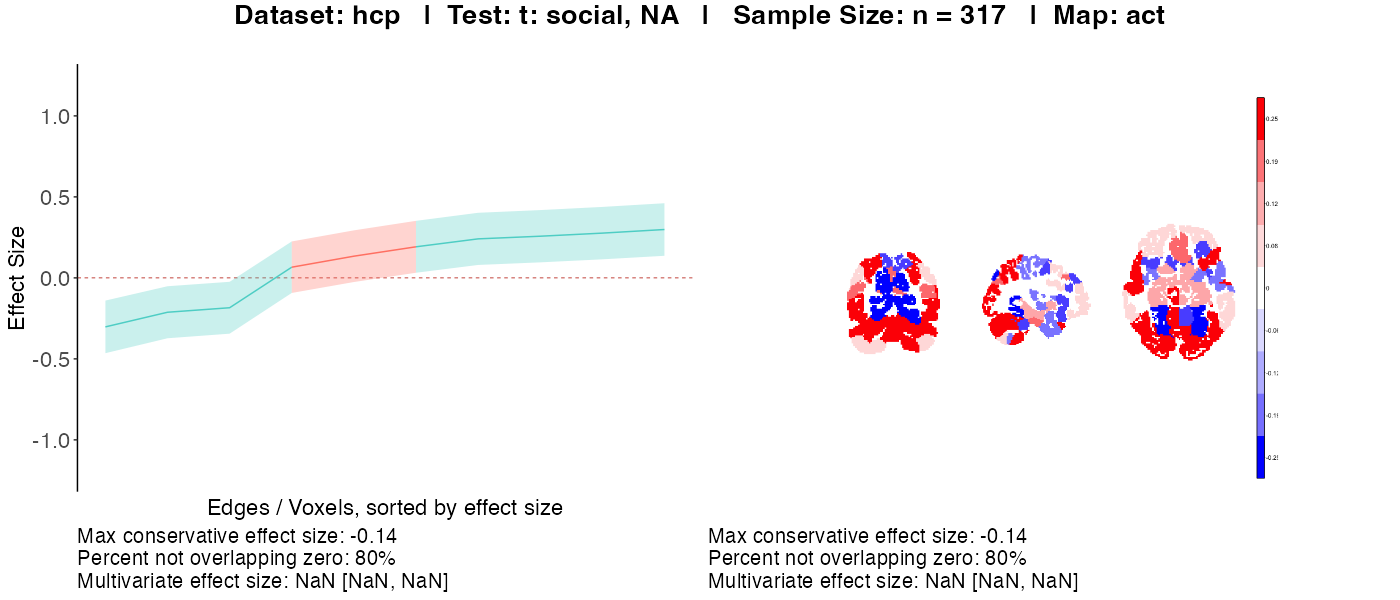 Dataset: hcp | Test: t: social, NA | Sample Size: n = 317 | Map: act
1.0
0.5
0.0
-0.5
-1.0
Effect Size
Edges / Voxels, sorted by effect size
Max conservative effect size: -0.14
Percent not overlapping zero: 80%
Multivariate effect size: NaN [NaN, NaN]
0.25
0.19
0.12
0.06
0
Max conservative effect size: -0.14
Percent not overlapping zero: 80%
Multivariate effect size: NaN [NaN, NaN]